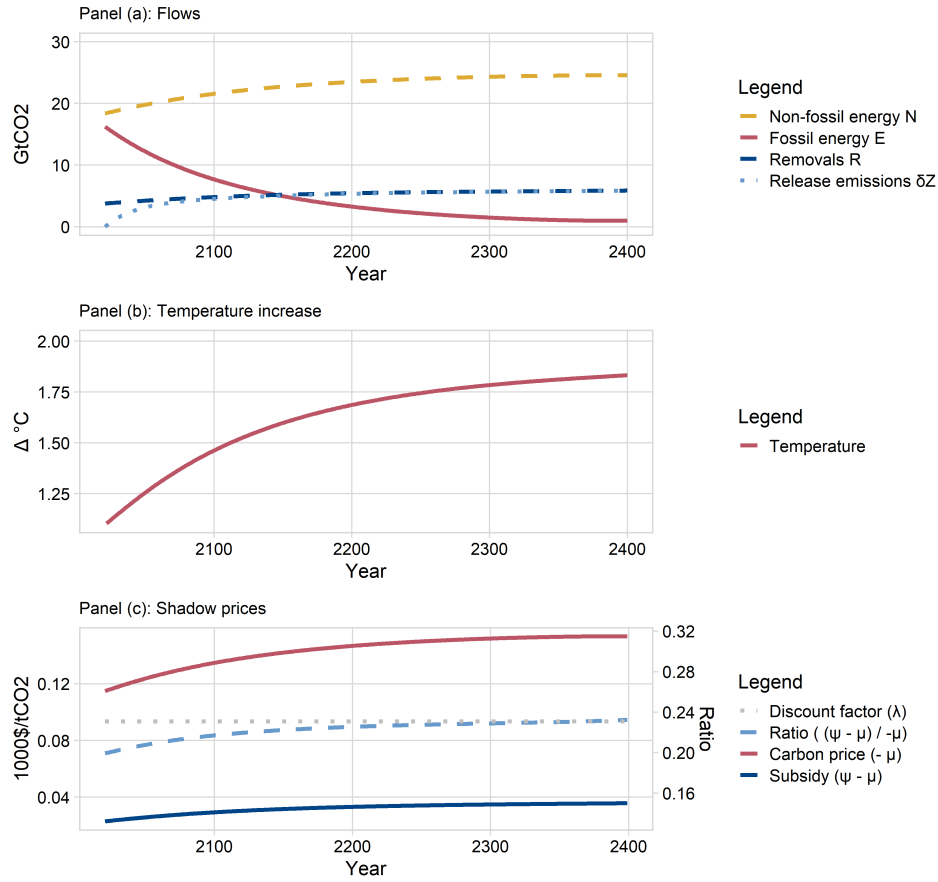 Panel (a): Flows
30
20
10
0
GtCO2
2100
2200
2300
2400
Year
Legend
Non-fossil energy N
Fossil energy E
Removals R
Release emissions δZ
Panel (b): Temperature increase
2.00
1.75
1.50
1.25
Δ °C
2100
2200
2300
2400
Year
Legend
Temperature
Panel (c): Shadow prices
0.12
0.08
0.04
1000$/tCO2
0.32
0.28
0.24
0.20
0.16
Ratio
2100
2200
2300
2400
Year
Legend
Discount factor (λ)
Ratio ( (ψ - μ) / -μ)
Carbon price (- μ)
Subsidy (ψ - μ)